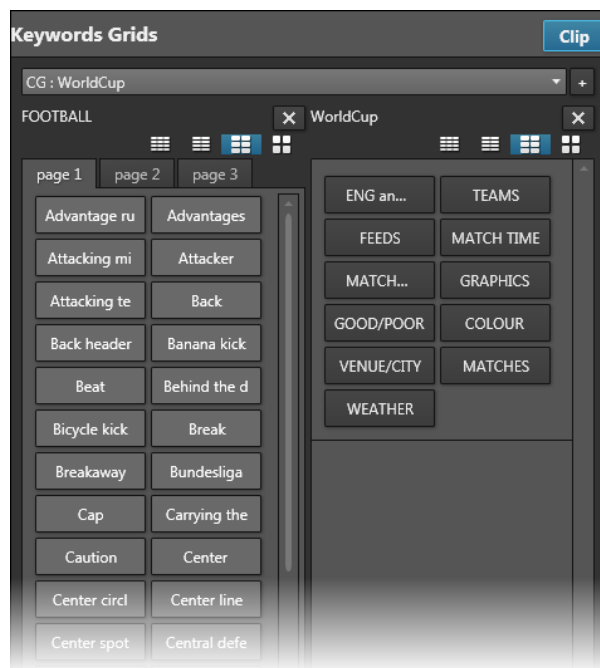 Keywords Grids
Clip
CG : WorldCup
+
FOOTBALL
WorldCup
page 1 page 2 page 3
Advantage ru Advantages
Attacking mi Attacker
Attacking te Back
Back header Banana kick
Beat Behind the d
Bicycle kick Break
Breakaway Bundesliga
Cap Carrying the
Caution Center
Center circl Center line
Center spot Central defe
ENG an... TEAMS
FEEDS MATCH TIME
MATCH... GRAPHICS
GOOD/POOR COLOUR
VENUE/CITY MATCHES
WEATHER